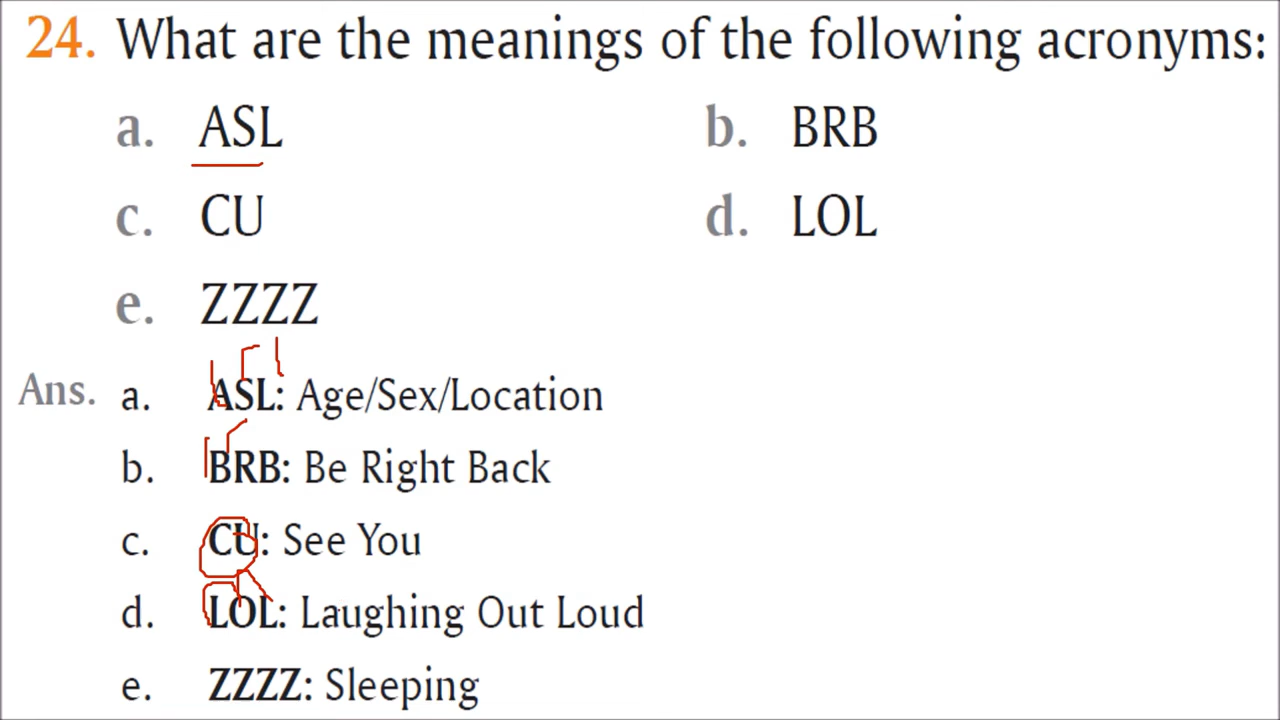 24. What are the meanings of the following acronyms:
a. ASL b. BRB
c. CU d. LOL
e. ZZZZ
Ans. a. ASL: Age/Sex/Location
b. BRB: Be Right Back
c. CU: See You
d. LOL: Laughing Out Loud
e. ZZZZ: Sleeping